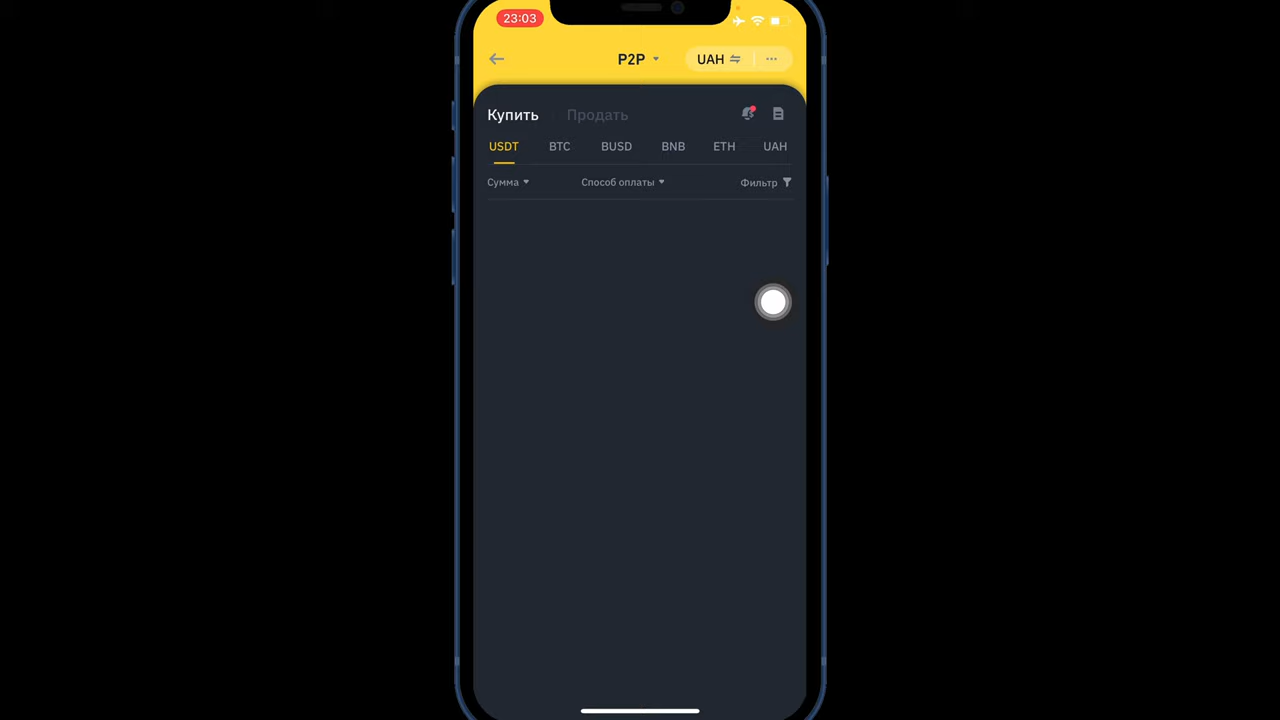 23:03
P2P UAH
Купить Продать
USDT BTC BUSD BNB ETH UAH
Сумма Способ оплаты Фильтр